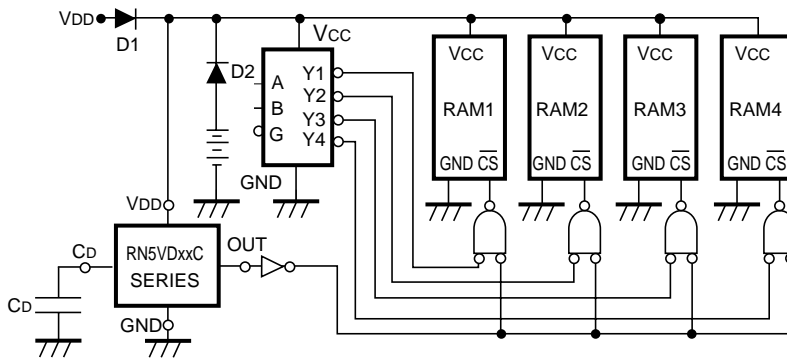 VDD
D1
VCC
D2
A
B
G
Y1
Y2
Y3
Y4
GND
VCC
RAM1
GND CS
VCC
RAM2
GND CS
VCC
RAM3
GND CS
VCC
RAM4
GND CS
VDD
CD
RN5VDxxC
SERIES
OUT
CD
GND